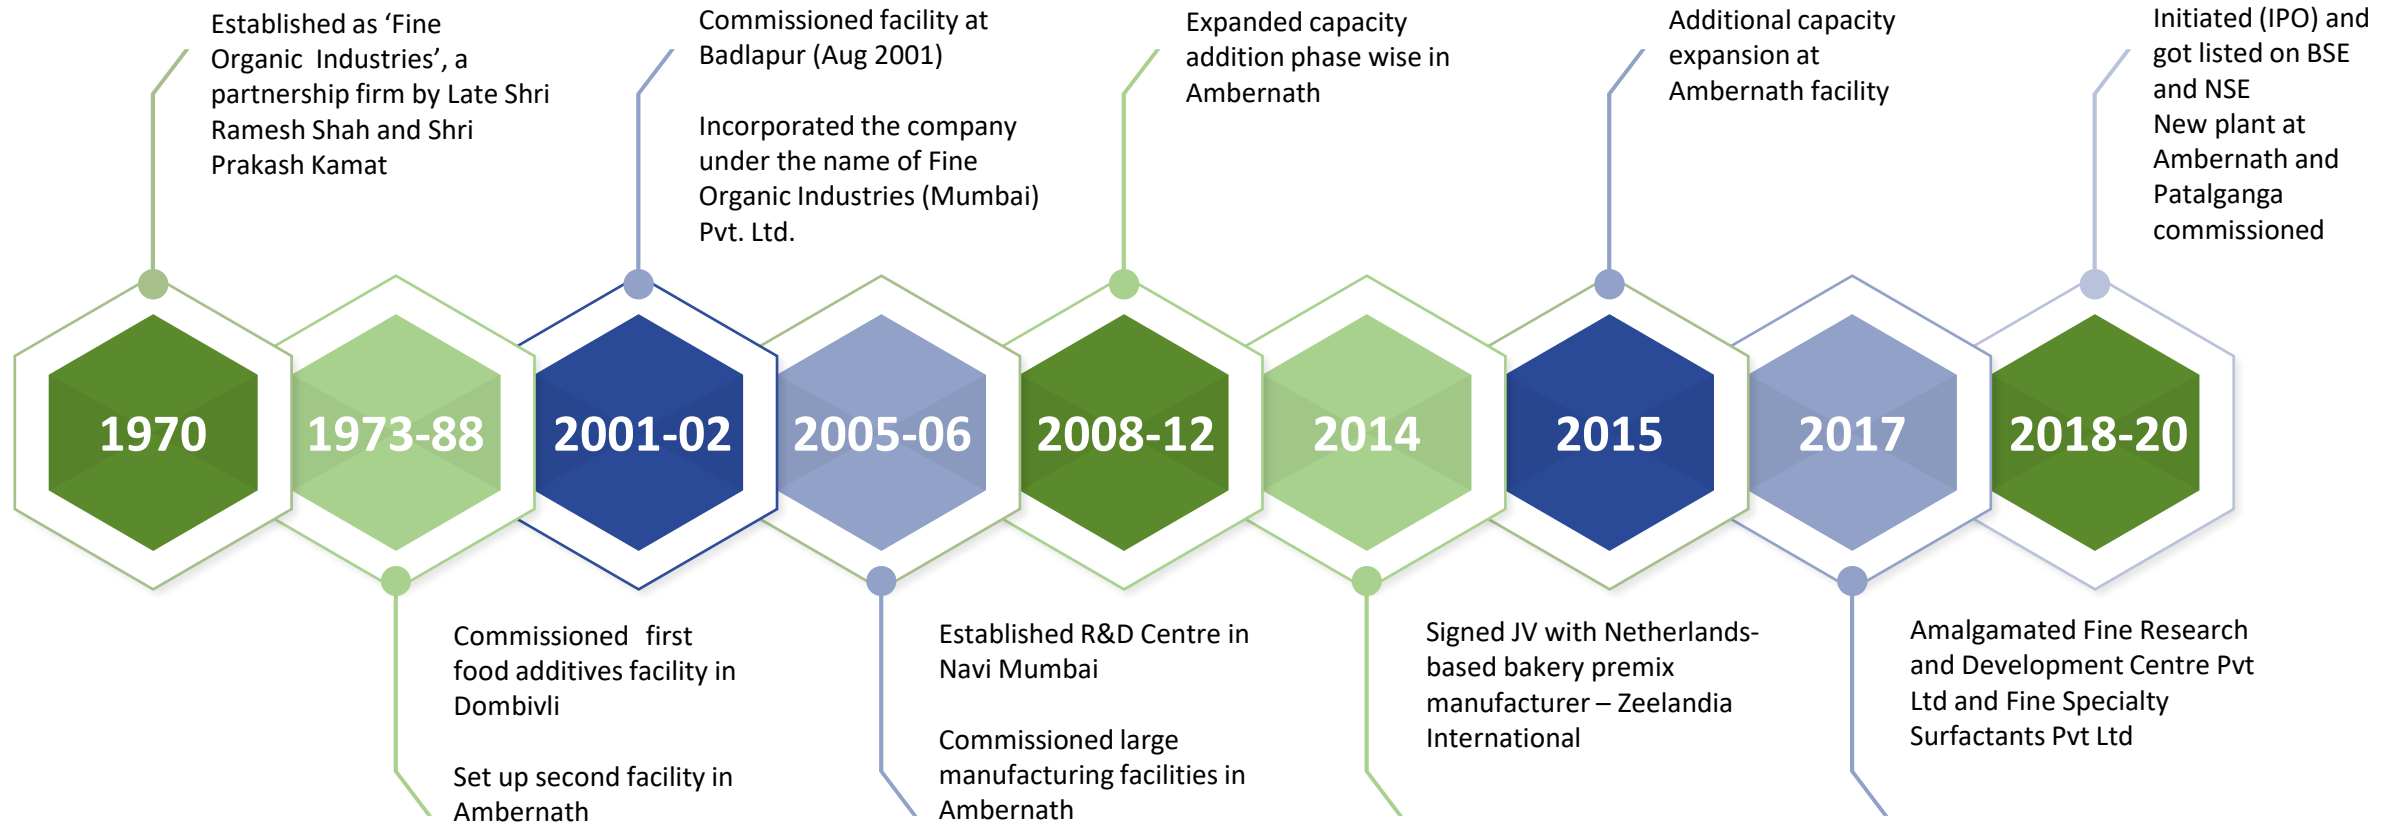 Established as ‘Fine
Organic Industries’, a
partnership firm by Late Shri
Ramesh Shah and Shri
Prakash Kamat
Commissioned facility at
Badlapur (Aug 2001)
Incorporated the company
under the name of Fine
Organic Industries (Mumbai)
Pvt. Ltd.
Expanded capacity
addition phase wise in
Ambernath
Additional capacity
expansion at
Ambernath facility
Initiated (IPO) and
got listed on BSE
and NSE
New plant at
Ambernath and
Patalganga
commissioned
1970
1973-88
2001-02
2005-06
2008-12
2014
2015
2017
2018-20
Commissioned first
food additives facility in
Dombivli
Set up second facility in
Ambernath
Established R&D Centre in
Navi Mumbai
Commissioned large
manufacturing facilities in
Ambernath
Signed JV with Netherlands-
based bakery premix
manufacturer – Zeelandia
International
Amalgamated Fine Research
and Development Centre Pvt
Ltd and Fine Specialty
Surfactants Pvt Ltd